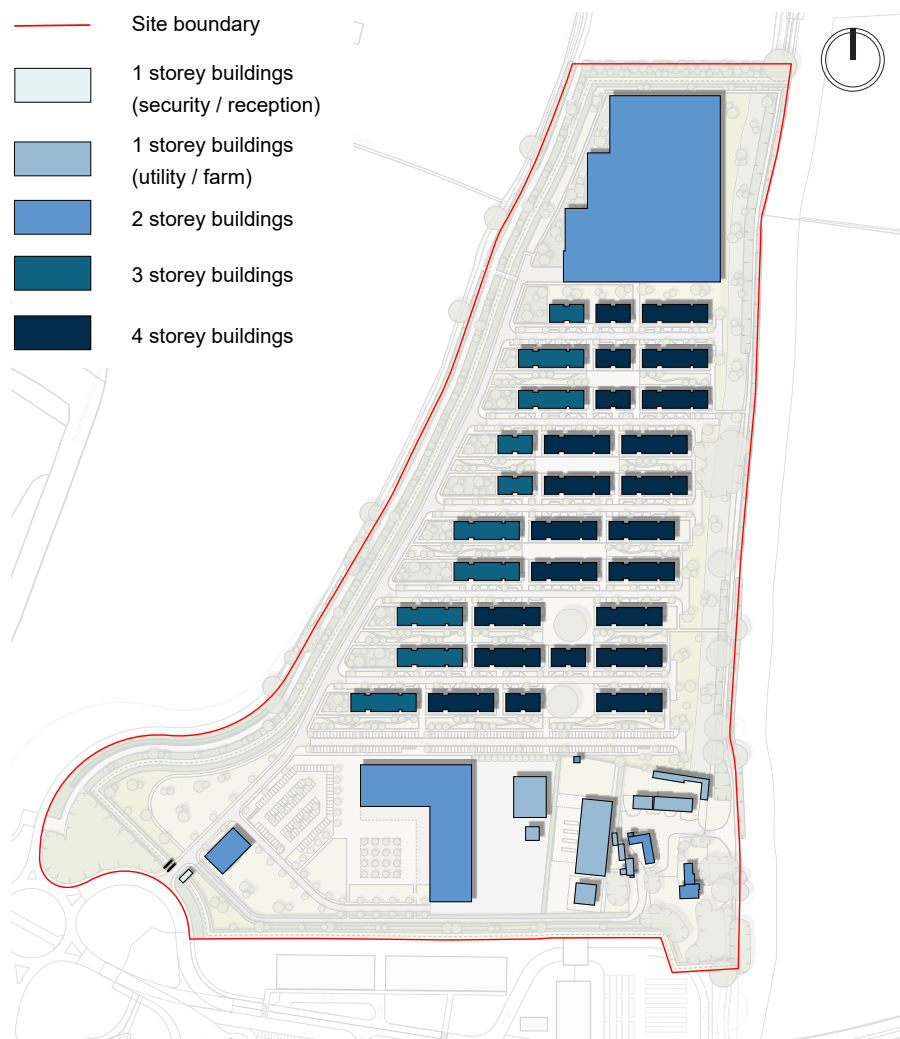 Site boundary
1 storey buildings
(security / reception)
1 storey buildings
(utility / farm)
2 storey buildings
3 storey buildings
4 storey buildings